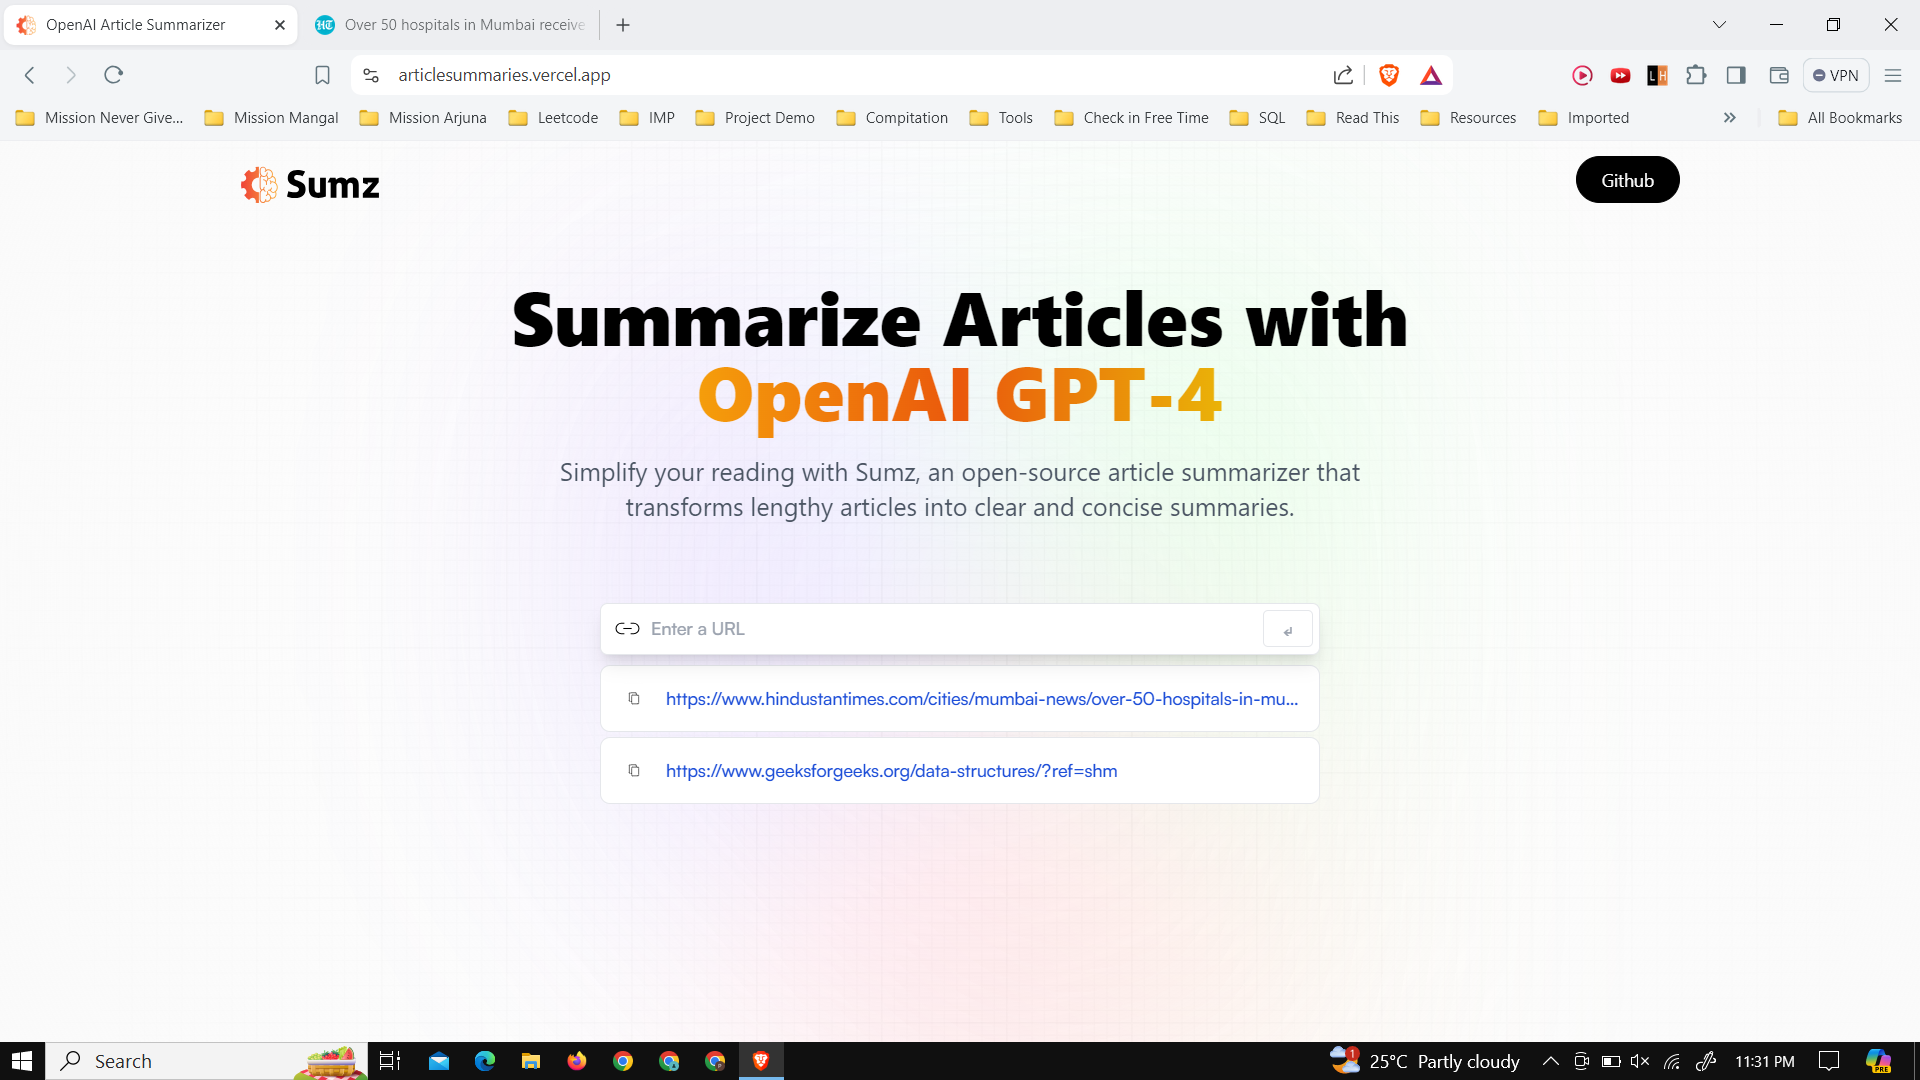 OpenAI Article Summarizer
Over 50 hospitals in Mumbai receive
articlesummaries.vercel.app
VPN
Mission Never Give...
Mission Mangal
Mission Arjuna
Leetcode
IMP
Project Demo
Compitation
Tools
Check in Free Time
SQL
Read This
Resources
Imported
All Bookmarks
Sumz
Github
Summarize Articles with
OpenAI GPT-4
Simplify your reading with Sumz, an open-source article summarizer that
transforms lengthy articles into clear and concise summaries.
Enter a URL
https://www.hindustantimes.com/cities/mumbai-news/over-50-hospitals-in-mu...
https://www.geeksforgeeks.org/data-structures/?ref=shm
Search
1
25°C Partly cloudy
11:31 PM
PRE